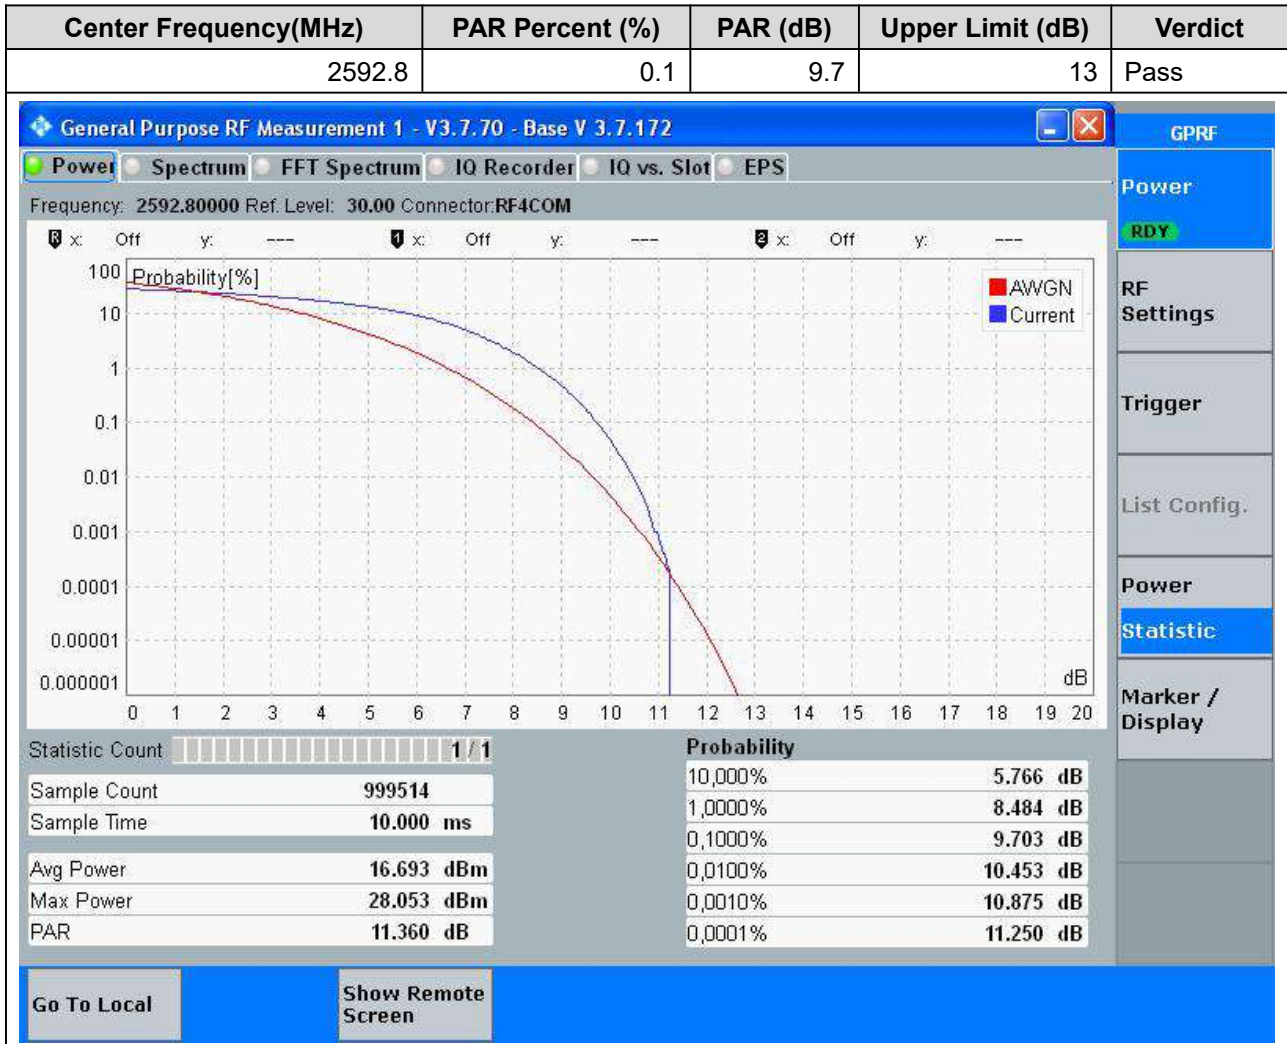 Center Frequency(MHz) PAR Percent (%) PAR (dB) Upper Limit (dB) Verdict
2592.8 0.1 9.7 13 Pass
General Purpose RF Measurement 1 - V3.7.70 - Base V 3.7.172
GPRF
Power Spectrum FFT Spectrum IQ Recorder IQ vs. Slot EPS
Frequency: 2592.80000 Ref. Level: 30.00 Connector:RF4COM
R x: Off y: --- 1 x: Off y: --- 2 x: Off y: ---
Probability[%]
AWGN
Current
100
10
1
0.1
0.01
0.001
0.0001
0.00001
0.000001
dB
0 1 2 3 4 5 6 7 8 9 10 11 12 13 14 15 16 17 18 19 20
Statistic Count 1 / 1
Sample Count 999514
Sample Time 10.000 ms
Avg Power 16.693 dBm
Max Power 28.053 dBm
PAR 11.360 dB
Probability
10,000% 5.766 dB
1,0000% 8.484 dB
0,1000% 9.703 dB
0,0100% 10.453 dB
0,0010% 10.875 dB
0,0001% 11.250 dB
Power
RDY
RF
Settings
Trigger
List Config.
Power
Statistic
Marker /
Display
Go To Local
Show Remote
Screen